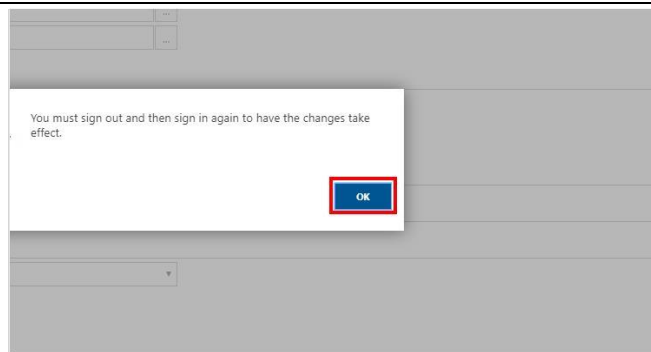 ...
...
You must sign out and then sign in again to have the changes take
effect.
OK